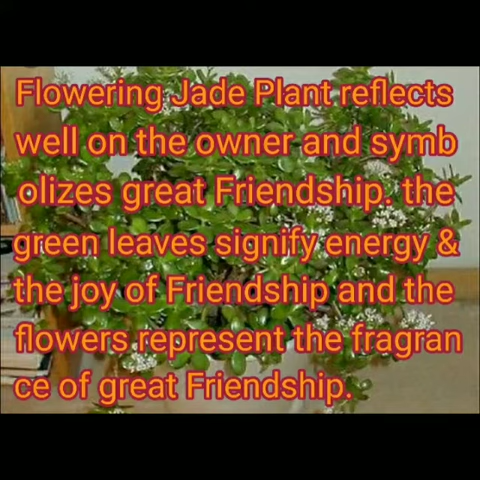 Flowering Jade Plant reflects
well on the owner and symb
olizes great Friendship. the
green leaves signify energy &
the joy of Friendship and the
flowers represent the fragran
ce of great Friendship.